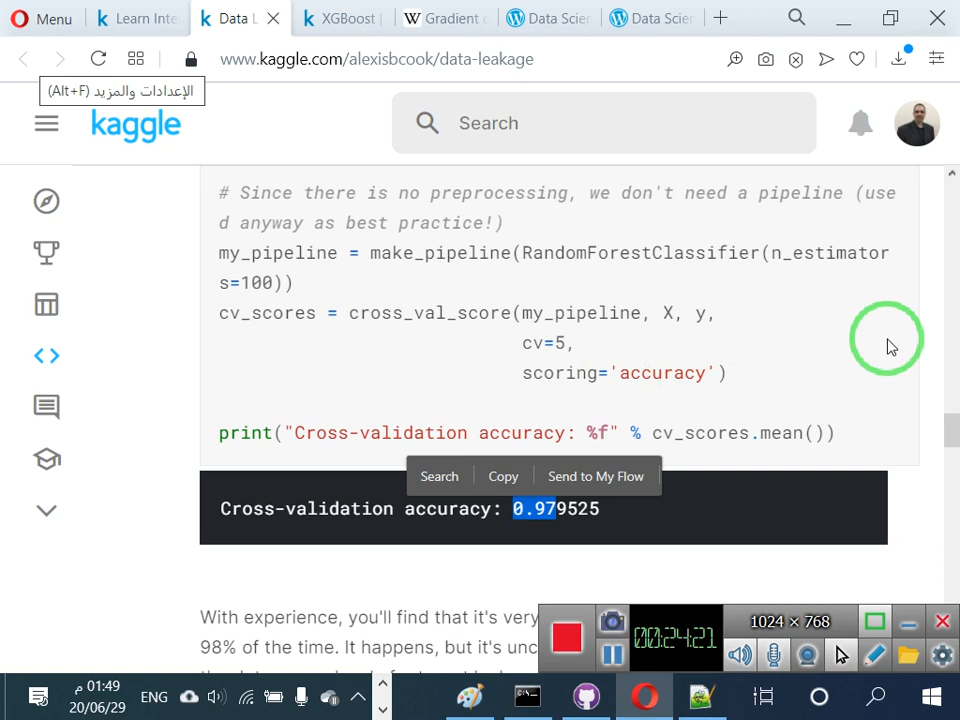 Menu
Learn Inte
Data L
XGBoost
Gradient
Data Scien
Data Scien
www.kaggle.com/alexisbcook/data-leakage
الإعدادات والمزيد (Alt+F)
kaggle
Search
# Since there is no preprocessing, we don't need a pipeline (use
d anyway as best practice!)
my_pipeline = make_pipeline(RandomForestClassifier(n_estimator
s=100))
cv_scores = cross_val_score(my_pipeline, X, y,
cv=5,
scoring='accuracy')
print("Cross-validation accuracy: %f" % cv_scores.mean())
Search
Copy
Send to My Flow
Cross-validation accuracy: 0.979525
With experience, you'll find that it's very
98% of the time. It happens, but it's unc
1024 × 768
00:24:21
01:49 م
ENG
20/06/29